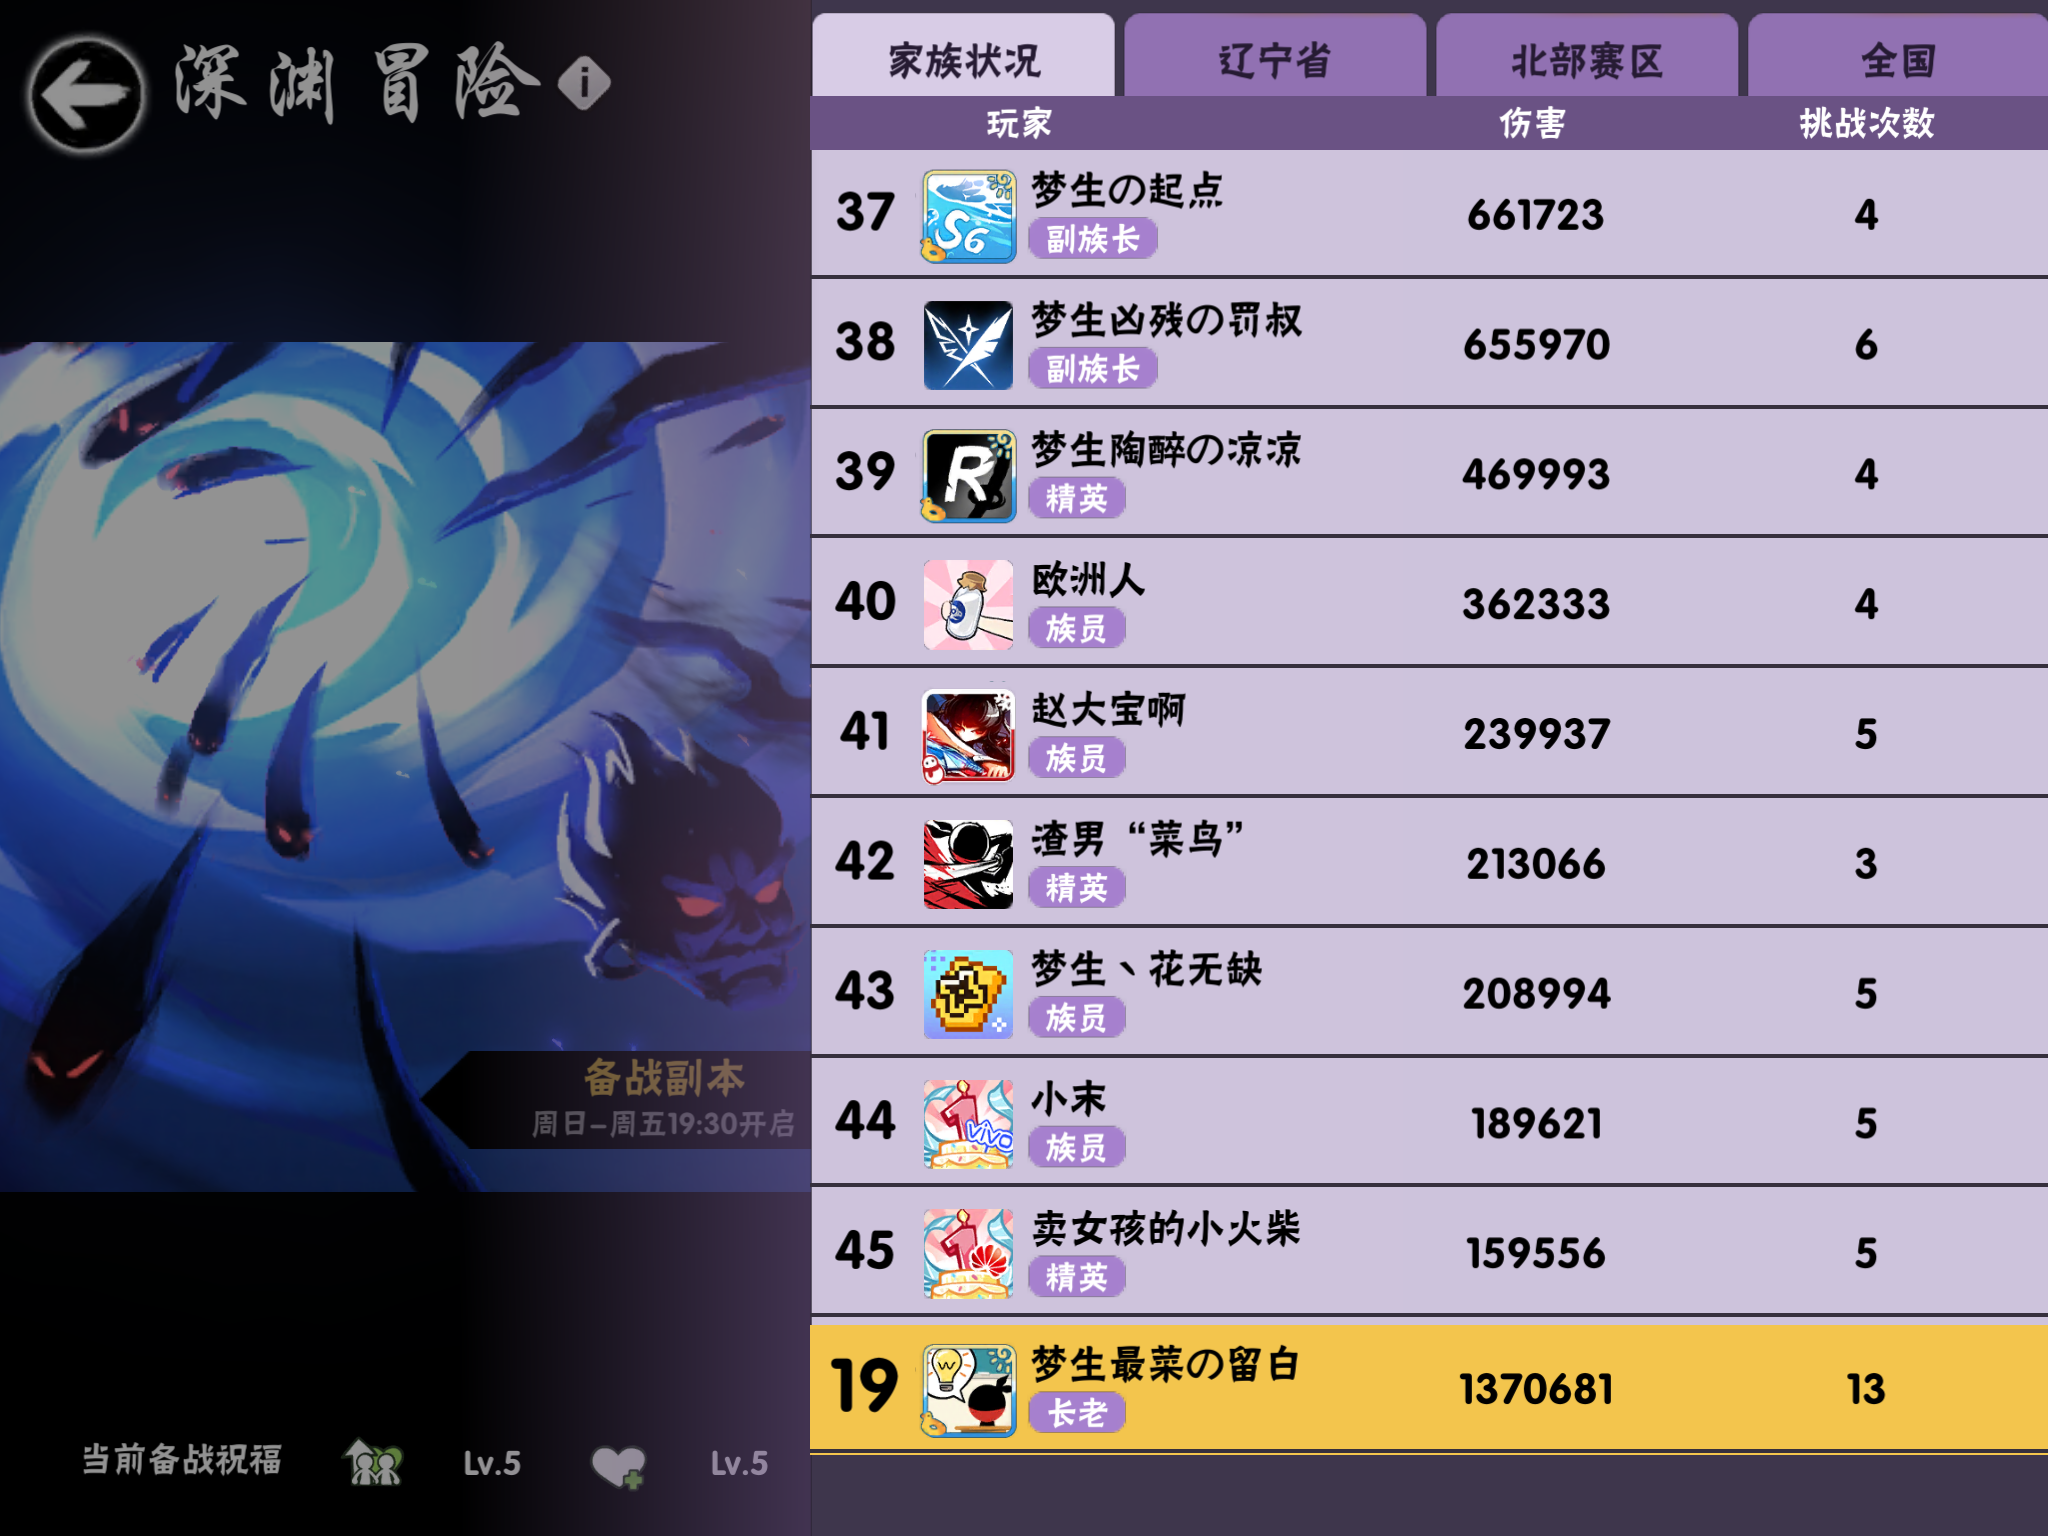 深渊冒险
i
家族状况
辽宁省
北部赛区
全国
玩家
伤害
挑战次数
37
S6
梦生の起点
副族长
661723
4
38
梦生凶残の罚叔
副族长
655970
6
39
R
梦生陶醉の凉凉
精英
469993
4
40
欧洲人
族员
362333
4
41
赵大宝啊
族员
239937
5
42
渣男“菜鸟”
精英
213066
3
43
梦生丶花无缺
族员
208994
5
44
1
vivo
小末
族员
189621
5
45
1
卖女孩的小火柴
精英
159556
5
19
梦生最菜の留白
长老
1370681
13
备战副本
周日-周五19:30开启
当前备战祝福
Lv.5
Lv.5